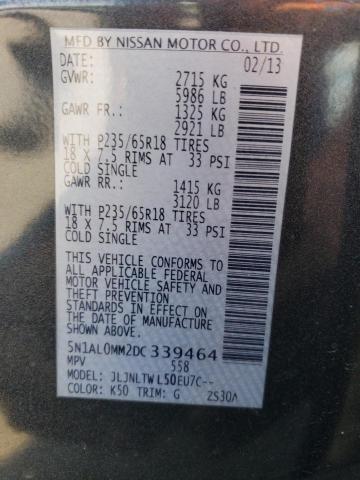 MFD BY NISSAN MOTOR CO., LTD.
DATE: 02/13
GVWR: 2715 KG
5986 LB
GAWR FR: 1325 KG
2921 LB
WITH P235/65R18 TIRES
18 X 7.5 RIMS AT 33 PSI
COLD SINGLE
GAWR RR: 1415 KG
3120 LB
WITH P235/65R18 TIRES
18 X 7.5 RIMS AT 33 PSI
COLD SINGLE
THIS VEHICLE CONFORMS TO
ALL APPLICABLE FEDERAL
MOTOR VEHICLE SAFETY AND
THEFT PREVENTION STANDARDS
IN EFFECT ON THE DATE OF
MANUFACTURE SHOWN ABOVE.
5N1AL0MM2DC339464
MPV 558
MODEL: JLJNLTW L50EU7C--
COLOR: K50 TRIM: G ZS30A